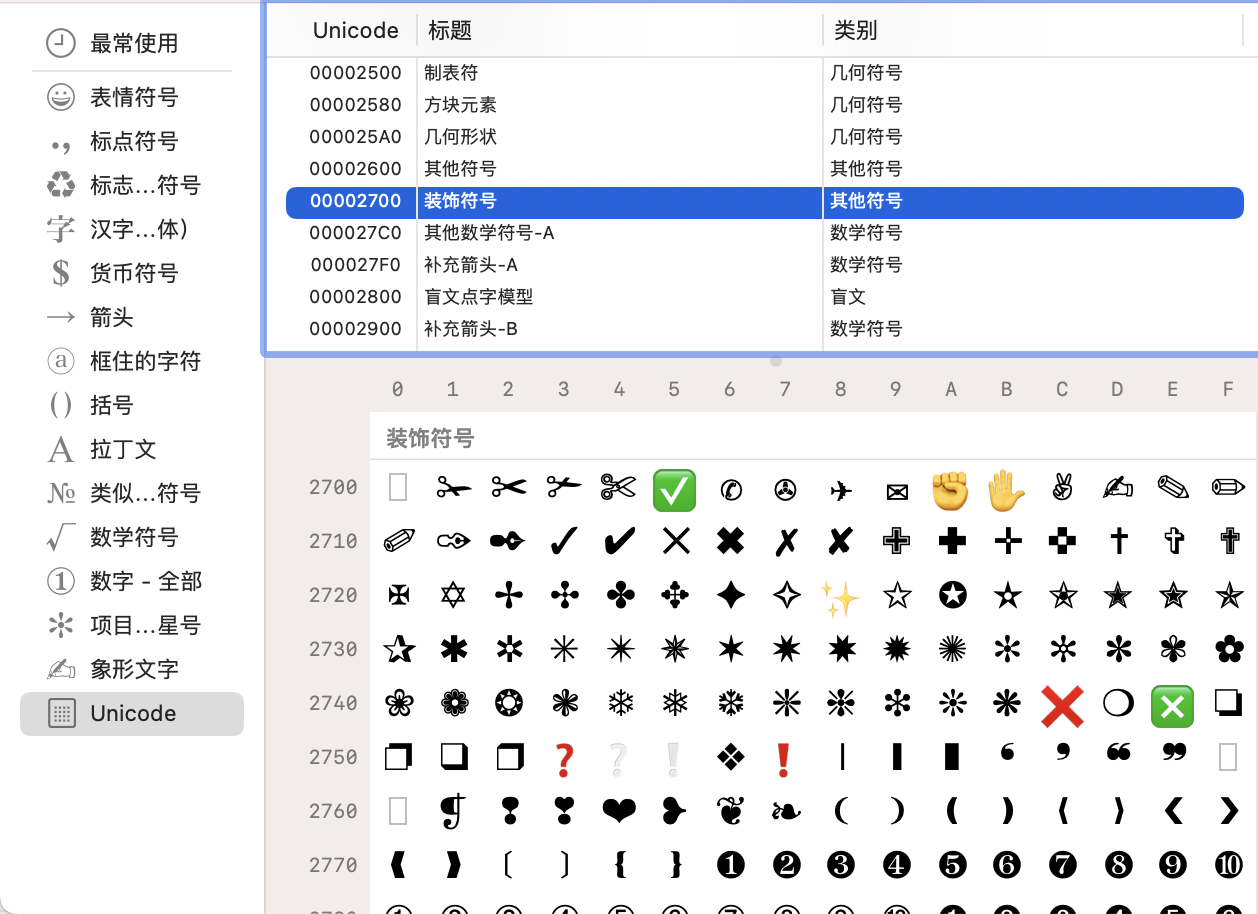 最常使用
表情符号
标点符号
标志…符号
汉字…体）
货币符号
箭头
框住的字符
括号
拉丁文
类似…符号
数学符号
数字 - 全部
项目…星号
象形文字
Unicode
Unicode 标题 类别
00002500 制表符 几何符号
00002580 方块元素 几何符号
000025A0 几何形状 几何符号
00002600 其他符号 其他符号
00002700 装饰符号 其他符号
000027C0 其他数学符号-A 数学符号
000027F0 补充箭头-A 数学符号
00002800 盲文点字模型 盲文
00002900 补充箭头-B 数学符号
0 1 2 3 4 5 6 7 8 9 A B C D E F
装饰符号
2700 ✁ ✂ ✃ ✄ ✅ ✆ ✇ ✈ ✉ ✊ ✋ ✌ ✍ ✎ ✏
2710 ✐ ✑ ✒ ✓ ✔ ✕ ✖ ✗ ✘ ✙ ✚ ✛ ✜ ✝ ✞ ✟
2720 ✠ ✡ ✢ ✣ ✤ ✥ ✦ ✧ ✨ ✩ ✪ ✫ ✬ ✭ ✮ ✯
2730 ✰ ✱ ✲ ✳ ✴ ✵ ✶ ✷ ✸ ✹ ✺ ✻ ✼ ✽ ✾ ✿
2740 ❀ ❁ ❂ ❃ ❄ ❅ ❆ ❇ ❈ ❉ ❊ ❋ ❌ ❍ ❎ ❏
2750 ❐ ❑ ❒ ❓ ❔ ❕ ❖ ❗ ❘ ❙ ❚ ❛ ❜ ❝ ❞
2760 ❡ ❢ ❣ ❤ ❥ ❦ ❧ ❨ ❩ ❪ ❫ ❬ ❭ ❮ ❯
2770 ❰ ❱ ❲ ❳ ❴ ❵ ❶ ❷ ❸ ❹ ❺ ❻ ❼ ❽ ❾ ❿